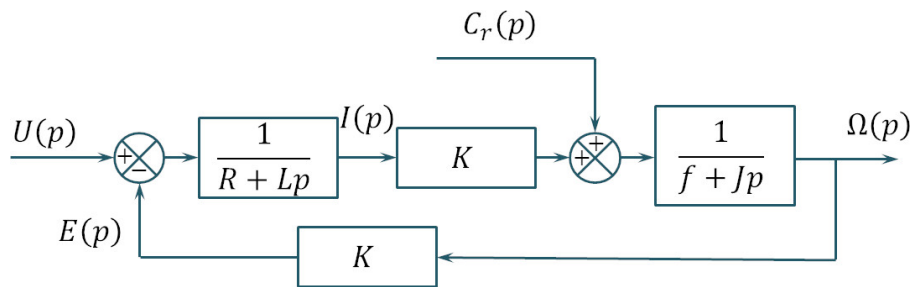 C_r(p)
U(p)
+
−
1
R + Lp
I(p)
K
+
+
1
f + Jp
Ω(p)
E(p)
K